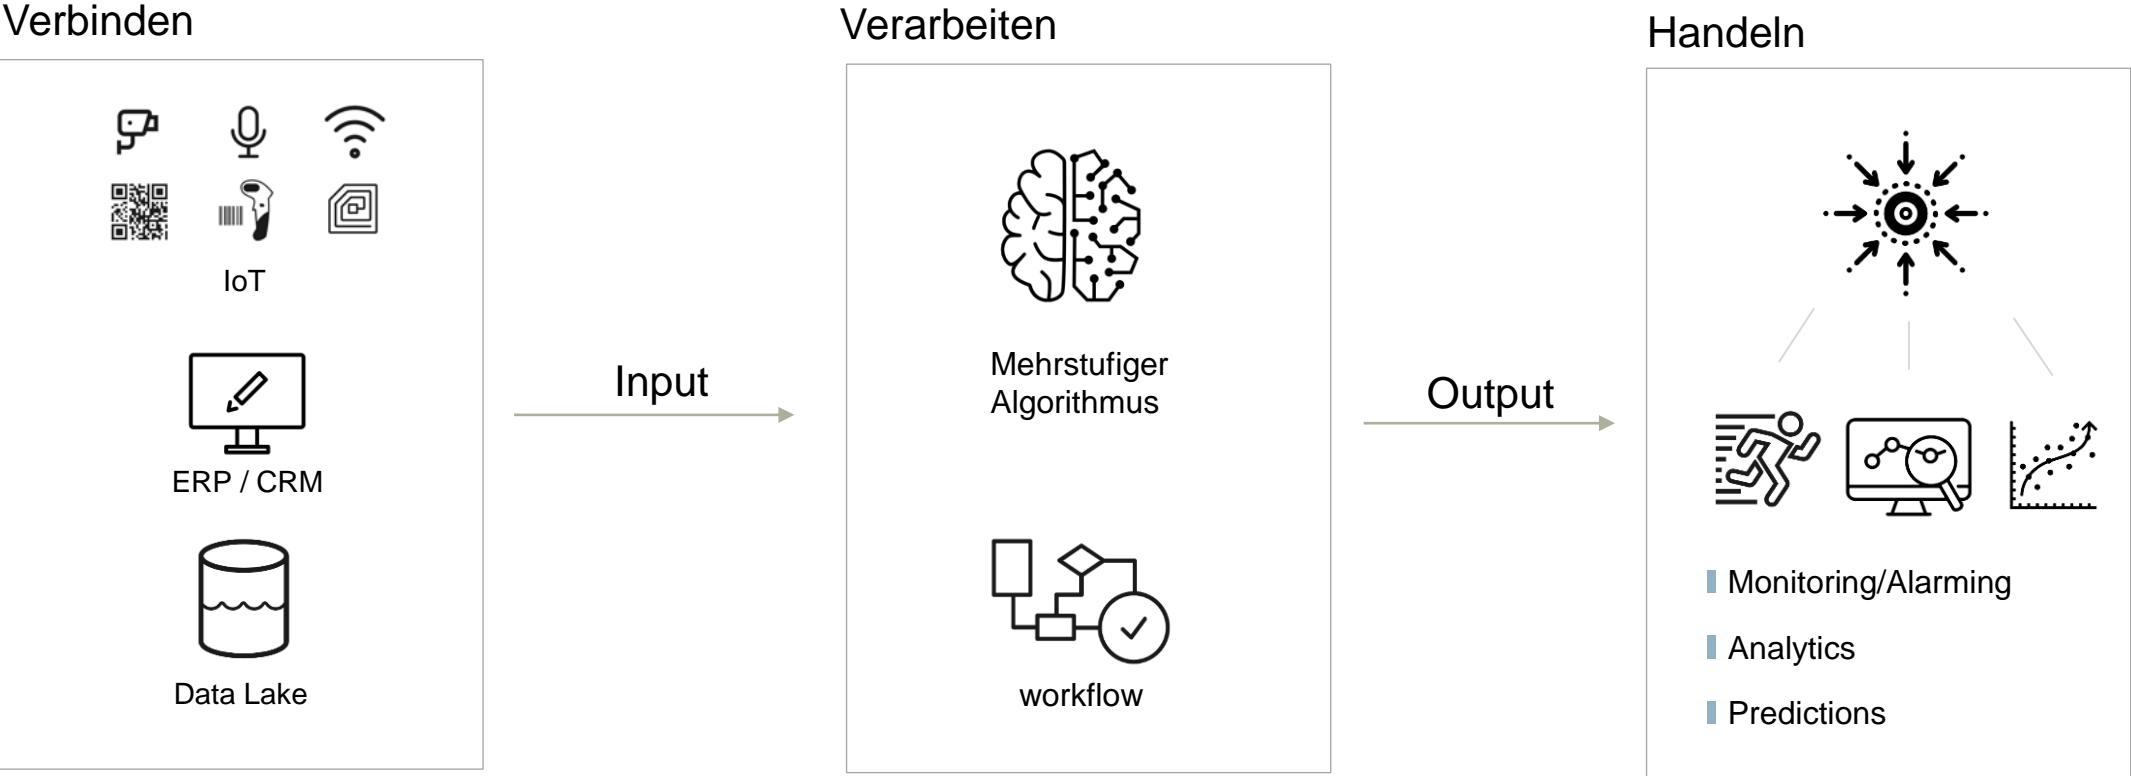 Verbinden
IoT
ERP / CRM
Data Lake
Input
Verarbeiten
Mehrstufiger
Algorithmus
workflow
Output
Handeln
Monitoring/Alarming
Analytics
Predictions